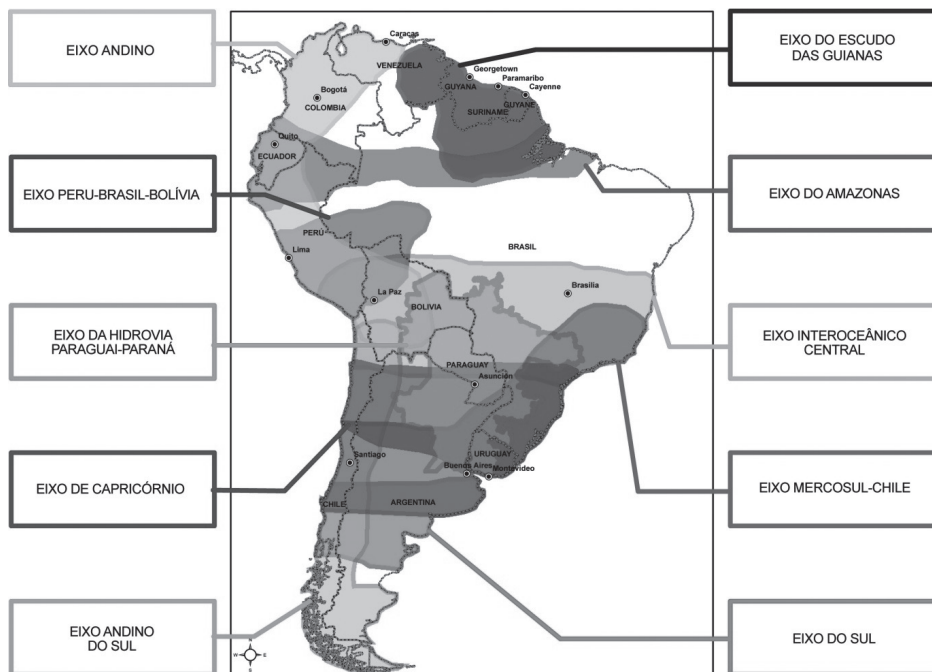 EIXO ANDINO
EIXO DO ESCUDO
DAS GUIANAS
EIXO PERU-BRASIL-BOLÍVIA
EIXO DO AMAZONAS
EIXO DA HIDROVIA
PARAGUAI-PARANÁ
EIXO INTEROCEÂNICO
CENTRAL
EIXO DE CAPRICÓRNIO
EIXO MERCOSUL-CHILE
EIXO ANDINO
DO SUL
EIXO DO SUL
Caracas
VENEZUELA
Georgetown
GUYANA
Paramaribo
Cayenne
GUYANE
SURINAME
Bogotá
COLOMBIA
Quito
ECUADOR
PERÚ
Lima
BRASIL
Brasilia
La Paz
BOLIVIA
PARAGUAY
Asunción
URUGUAY
Santiago
Buenos Aires
Montevideo
CHILE
ARGENTINA
N
W
E
S